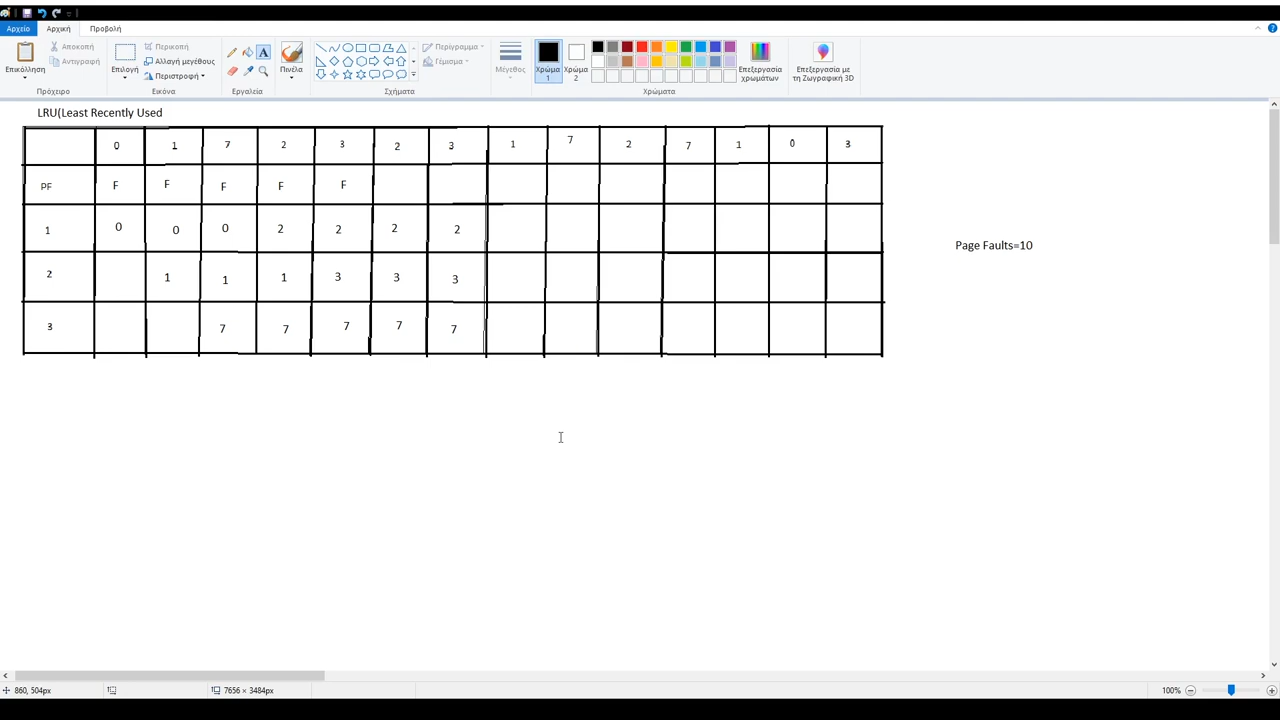 Αρχείο Αρχική Προβολή
Επικόλληση
Αποκοπή
Αντιγραφή
Πρόχειρο
Επιλογή
Περικοπή
Αλλαγή μεγέθους
Περιστροφή
Εικόνα
A
Εργαλεία
Πινέλα
Περίγραμμα
Γέμισμα
Σχήματα
Μέγεθος
Χρώμα 1
Χρώμα 2
Επεξεργασία χρωμάτων
Επεξεργασία με τη Ζωγραφική 3D
Χρώματα
LRU(Least Recently Used
0 1 7 2 3 2 3 1 7 2 7 1 0 3
PF F F F F F
1 0 0 0 2 2 2 2
2 1 1 1 3 3 3
3 7 7 7 7 7
Page Faults=10
860, 504px
7656 × 3484px
100%